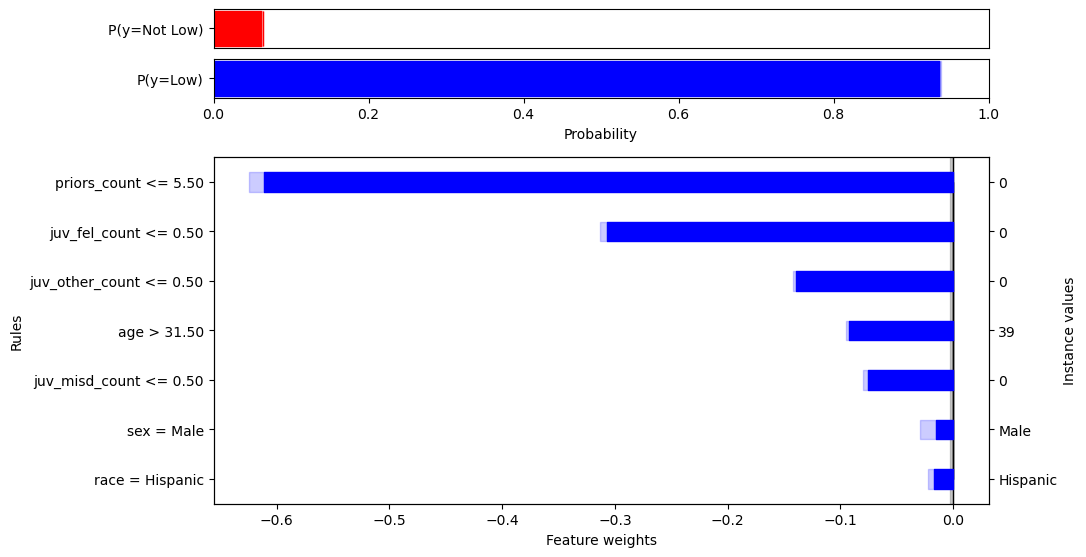 P(y=Not Low)
P(y=Low)
0.0 0.2 0.4 0.6 0.8 1.0
Probability
priors_count <= 5.50 0
juv_fel_count <= 0.50 0
juv_other_count <= 0.50 0
age > 31.50 39
juv_misd_count <= 0.50 0
sex = Male Male
race = Hispanic Hispanic
Rules
Instance values
−0.6 −0.5 −0.4 −0.3 −0.2 −0.1 0.0
Feature weights